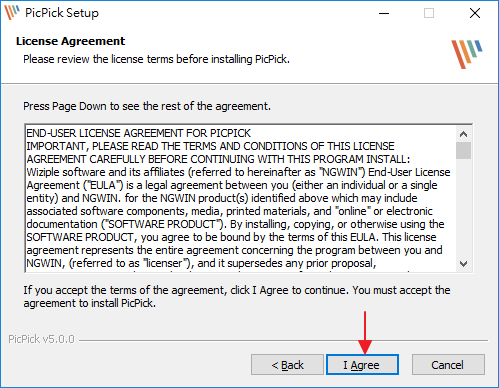 PicPick Setup
License Agreement
Please review the license terms before installing PicPick.
Press Page Down to see the rest of the agreement.
END-USER LICENSE AGREEMENT FOR PICPICK
IMPORTANT, PLEASE READ THE TERMS AND CONDITIONS OF THIS LICENSE
AGREEMENT CAREFULLY BEFORE CONTINUING WITH THIS PROGRAM INSTALL:
Wiziple software and its affiliates (referred to hereinafter as "NGWIN") End-User License
Agreement ("EULA") is a legal agreement between you (either an individual or a single
entity) and NGWIN. for the NGWIN product(s) identified above which may include
associated software components, media, printed materials, and "online" or electronic
documentation ("SOFTWARE PRODUCT"). By installing, copying, or otherwise using the
SOFTWARE PRODUCT, you agree to be bound by the terms of this EULA. This license
agreement represents the entire agreement concerning the program between you and
NGWIN, (referred to as "licenser"), and it supersedes any prior proposal,
If you accept the terms of the agreement, click I Agree to continue. You must accept the
agreement to install PicPick.
PicPick v5.0.0
< Back
I Agree
Cancel